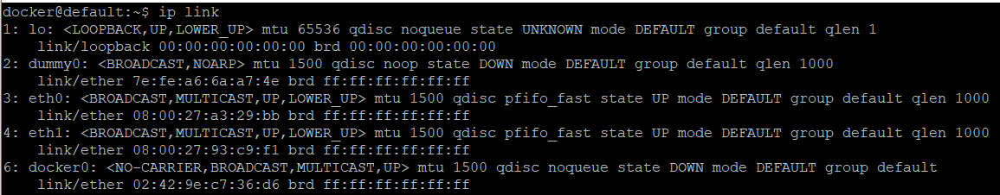 docker@default:~$ ip link
1: lo: <LOOPBACK,UP,LOWER_UP> mtu 65536 qdisc noqueue state UNKNOWN mode DEFAULT group default qlen 1
    link/loopback 00:00:00:00:00:00 brd 00:00:00:00:00:00
2: dummy0: <BROADCAST,NOARP> mtu 1500 qdisc noop state DOWN mode DEFAULT group default qlen 1000
    link/ether 7e:fe:a6:6a:a7:4e brd ff:ff:ff:ff:ff:ff
3: eth0: <BROADCAST,MULTICAST,UP,LOWER_UP> mtu 1500 qdisc pfifo_fast state UP mode DEFAULT group default qlen 1000
    link/ether 08:00:27:a3:29:bb brd ff:ff:ff:ff:ff:ff
4: eth1: <BROADCAST,MULTICAST,UP,LOWER_UP> mtu 1500 qdisc pfifo_fast state UP mode DEFAULT group default qlen 1000
    link/ether 08:00:27:93:c9:f1 brd ff:ff:ff:ff:ff:ff
6: docker0: <NO-CARRIER,BROADCAST,MULTICAST,UP> mtu 1500 qdisc noqueue state DOWN mode DEFAULT group default
    link/ether 02:42:9e:c7:36:d6 brd ff:ff:ff:ff:ff:ff